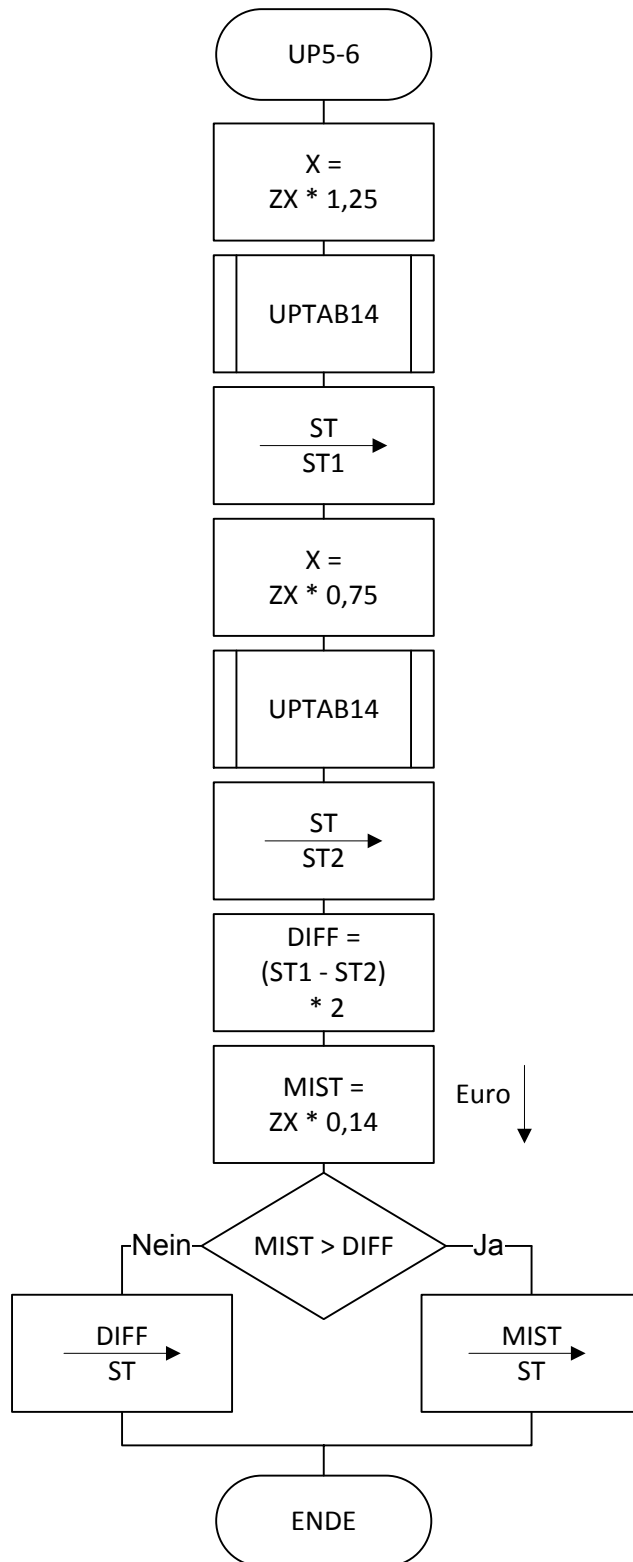 UP5-6
X =
ZX * 1,25
UPTAB14
ST
ST1
X =
ZX * 0,75
UPTAB14
ST
ST2
DIFF =
(ST1 - ST2)
* 2
MIST =
ZX * 0,14
Euro
MIST > DIFF
Nein
Ja
DIFF
ST
MIST
ST
ENDE